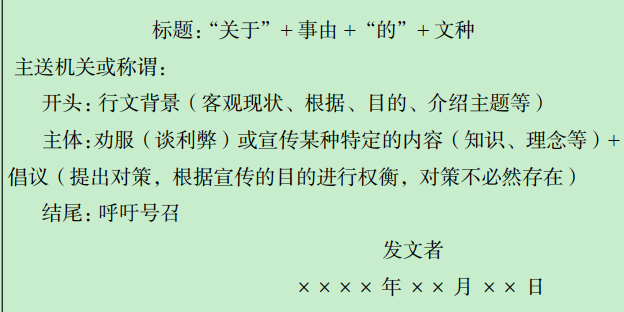 标题：“关于”+ 事由 +“的”+ 文种
主送机关或称谓：
开头：行文背景（客观现状、根据、目的、介绍主题等）
主体：劝服（谈利弊）或宣传某种特定的内容（知识、理念等）+
倡议（提出对策，根据宣传的目的进行权衡，对策不必然存在）
结尾：呼吁号召
发文者
× × × × 年 × × 月 × × 日